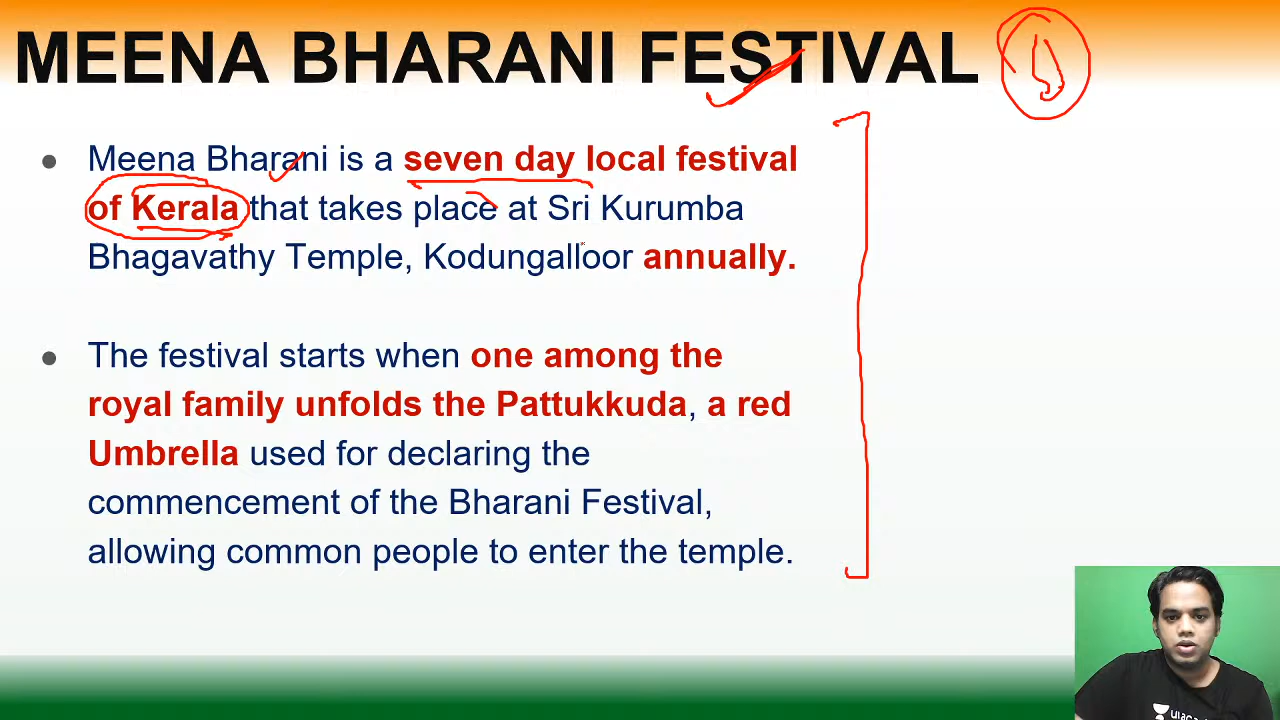 MEENA BHARANI FESTIVAL
● Meena Bharani is a seven day local festival
of Kerala that takes place at Sri Kurumba
Bhagavathy Temple, Kodungalloor annually.
● The festival starts when one among the
royal family unfolds the Pattukkuda, a red
Umbrella used for declaring the
commencement of the Bharani Festival,
allowing common people to enter the temple.